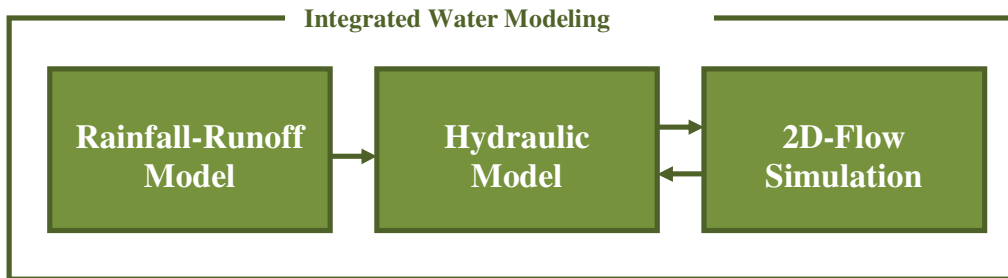 Integrated Water Modeling
Rainfall-Runoff
Model
Hydraulic
Model
2D-Flow
Simulation